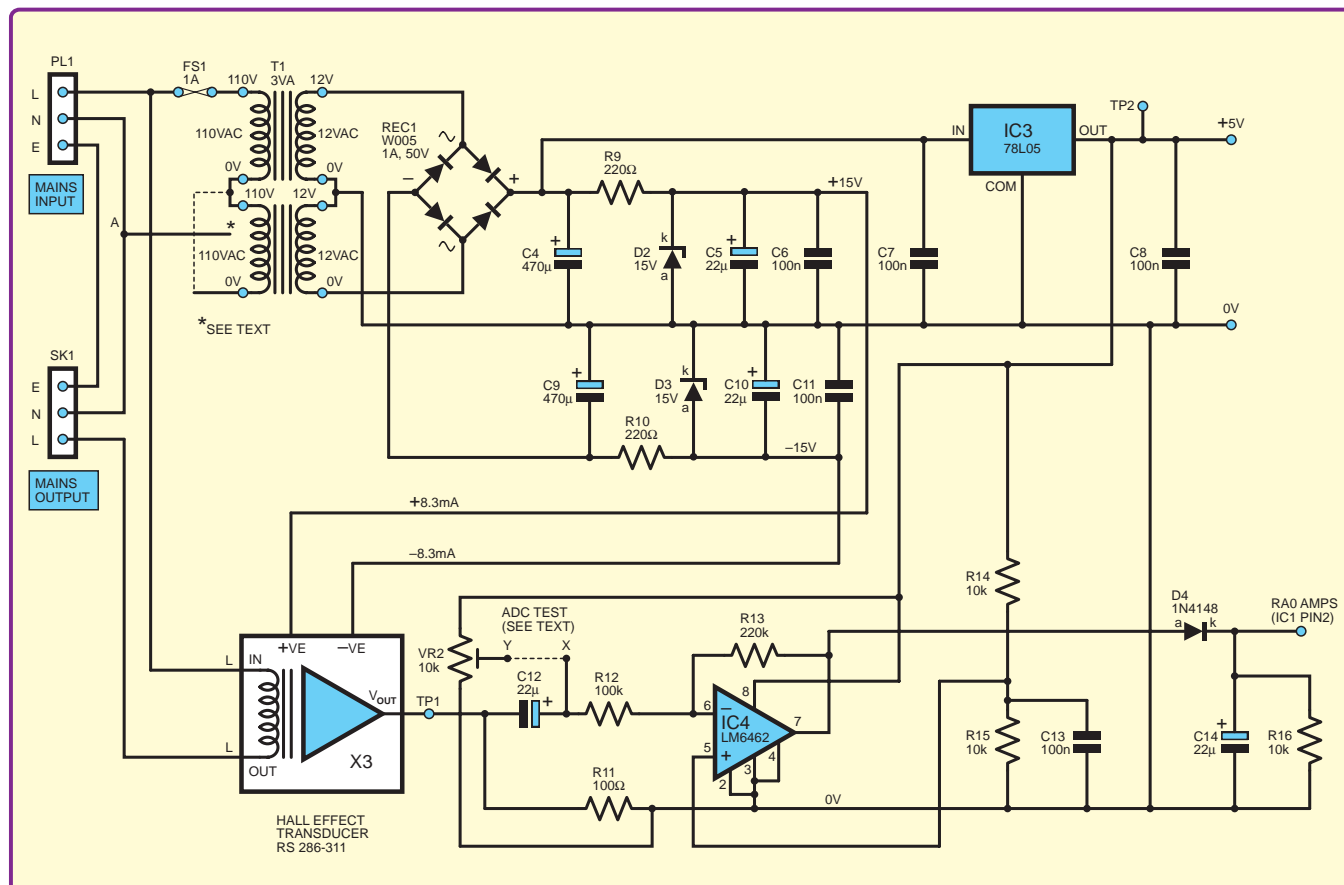 PL1
L
N
E
MAINS
INPUT
A
FS1
1A
110V
T1
3VA
12V
110VAC
12VAC
0V
0V
110V
12V
*
110VAC
12VAC
0V
0V
*SEE TEXT
REC1
W005
1A, 50V
∼
−
+
∼
C4
470µ
+
R9
220Ω
D2
15V
k
a
C5
22µ
+
C6
100n
+15V
C7
100n
IN
IC3
78L05
OUT
COM
TP2
+5V
C8
100n
0V
SK1
E
N
L
MAINS
OUTPUT
C9
470µ
+
R10
220Ω
D3
15V
k
a
C10
22µ
+
C11
100n
−15V
+8.3mA
−8.3mA
+VE
−VE
L
IN
VOUT
TP1
L
OUT
X3
HALL EFFECT
TRANSDUCER
RS 286-311
VR2
10k
ADC TEST
(SEE TEXT)
Y
X
C12
22µ
+
R12
100k
R11
100Ω
R13
220k
6
−
8
IC4
LM6462
7
5
+
2
3
4
0V
R14
10k
R15
10k
C13
100n
D4
1N4148
a
k
RA0 AMPS
(IC1 PIN2)
C14
22µ
+
R16
10k